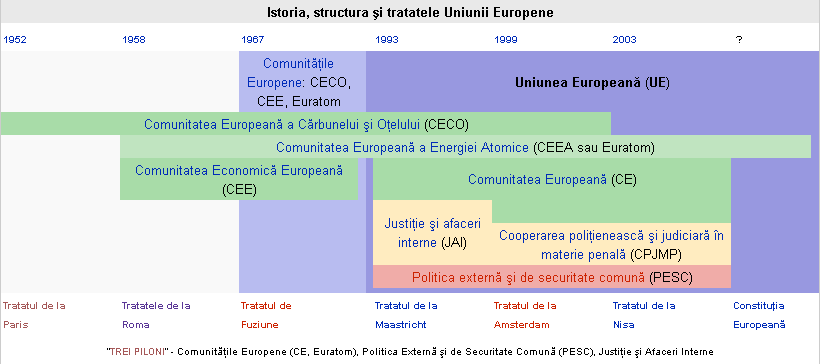 Istoria, structura şi tratatele Uniunii Europene
1952 1958 1967 1993 1999 2003 ?
Comunităţile
Europene: CECO,
CEE, Euratom
Uniunea Europeană (UE)
Comunitatea Europeană a Cărbunelui şi Oţelului (CECO)
Comunitatea Europeană a Energiei Atomice (CEEA sau Euratom)
Comunitatea Economică Europeană
(CEE)
Comunitatea Europeană (CE)
Justiţie şi afaceri
interne (JAI)
Cooperarea poliţienească şi judiciară în
materie penală (CPJMP)
Politica externă şi de securitate comună (PESC)
Tratatul de la
Paris
Tratatele de la
Roma
Tratatul de
Fuziune
Tratatul de la
Maastricht
Tratatul de la
Amsterdam
Tratatul de la
Nisa
Constituţia
Europeană
"TREI PILONI" - Comunităţile Europene (CE, Euratom), Politica Externă şi de Securitate Comună (PESC), Justiţie şi Afaceri Interne